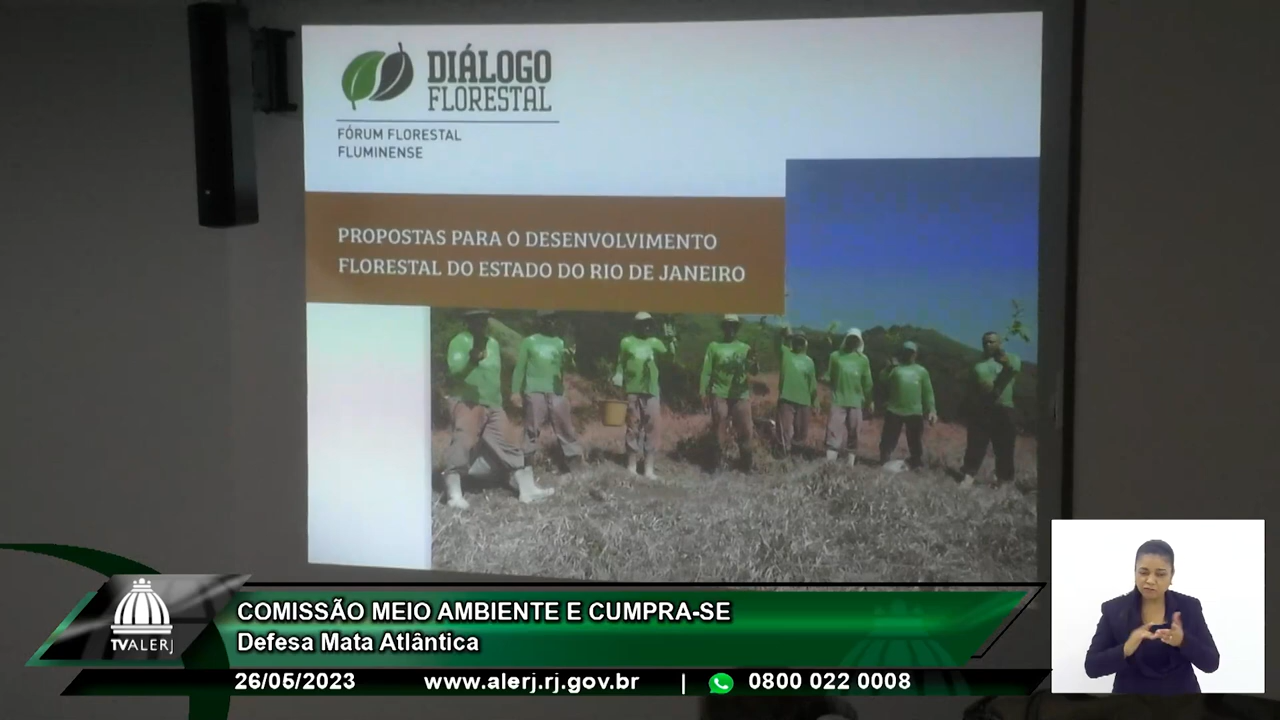 DIÁLOGO
FLORESTAL
FÓRUM FLORESTAL
FLUMINENSE
PROPOSTAS PARA O DESENVOLVIMENTO
FLORESTAL DO ESTADO DO RIO DE JANEIRO
COMISSÃO MEIO AMBIENTE E CUMPRA-SE
Defesa Mata Atlântica
TVALERJ
26/05/2023 www.alerj.rj.gov.br | 0800 022 0008